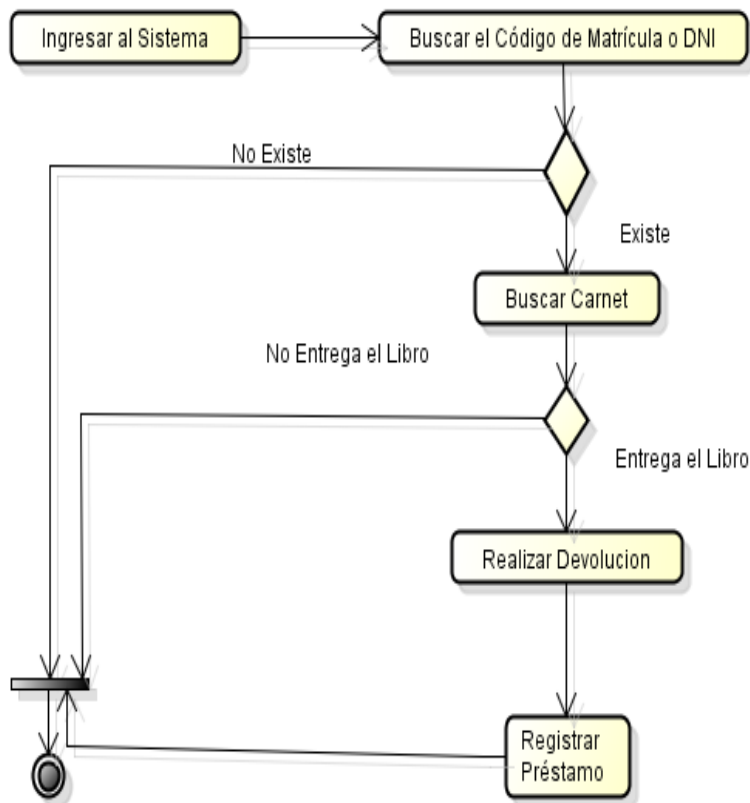 Ingresar al Sistema
Buscar el Código de Matrícula o DNI
No Existe
Existe
Buscar Carnet
No Entrega el Libro
Entrega el Libro
Realizar Devolucion
Registrar
Préstamo